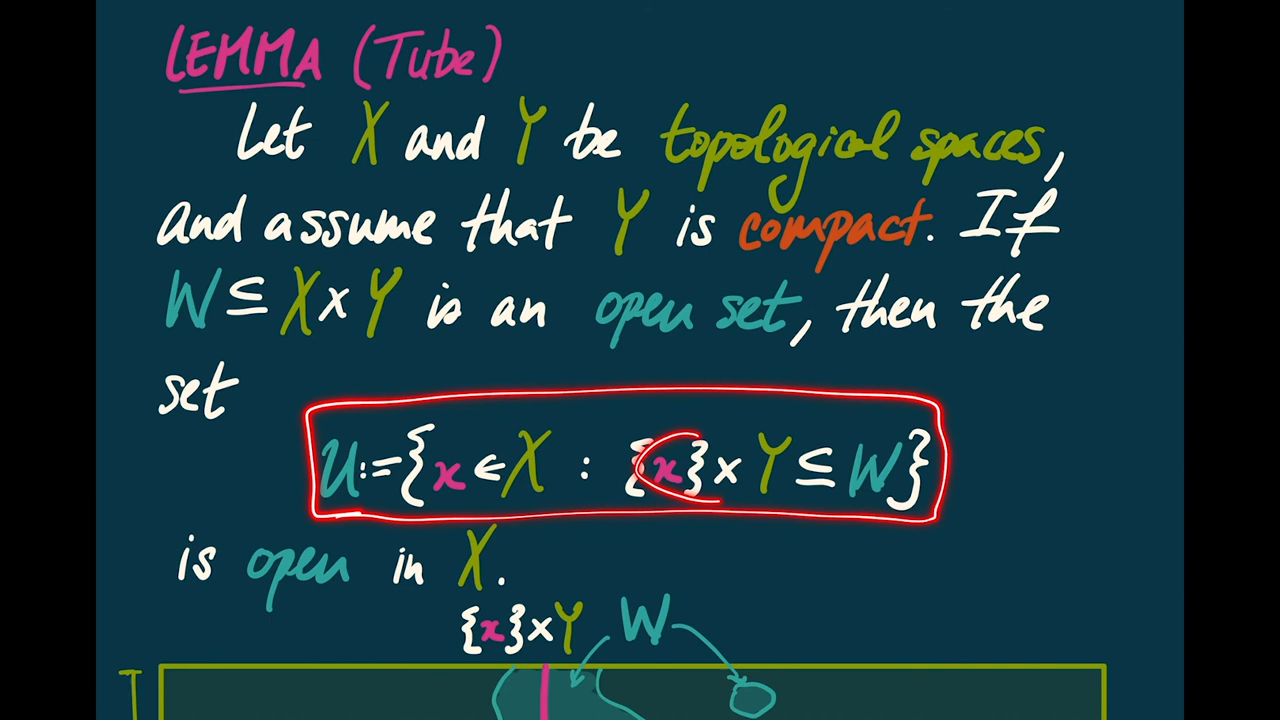 LEMMA (Tube)
Let X and Y be topological spaces,
and assume that Y is compact. If
W ⊆ X × Y is an open set, then the
set
U := {x ∈ X : {x} × Y ⊆ W}
is open in X.
{x} × Y W